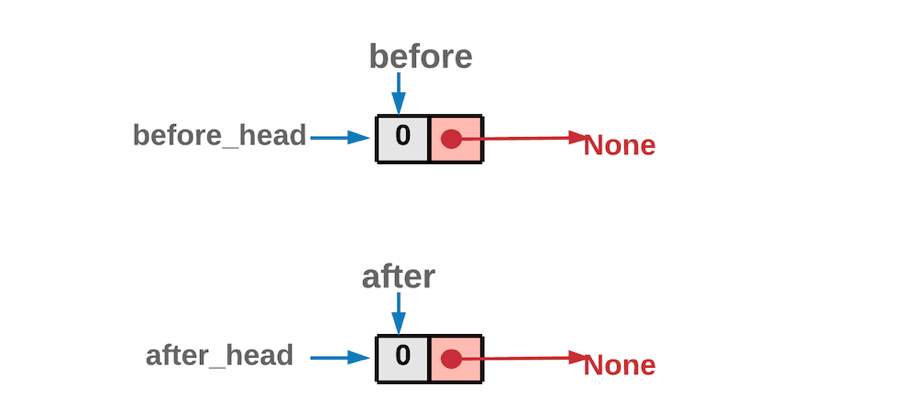 before
before_head 0 None
after
after_head 0 None